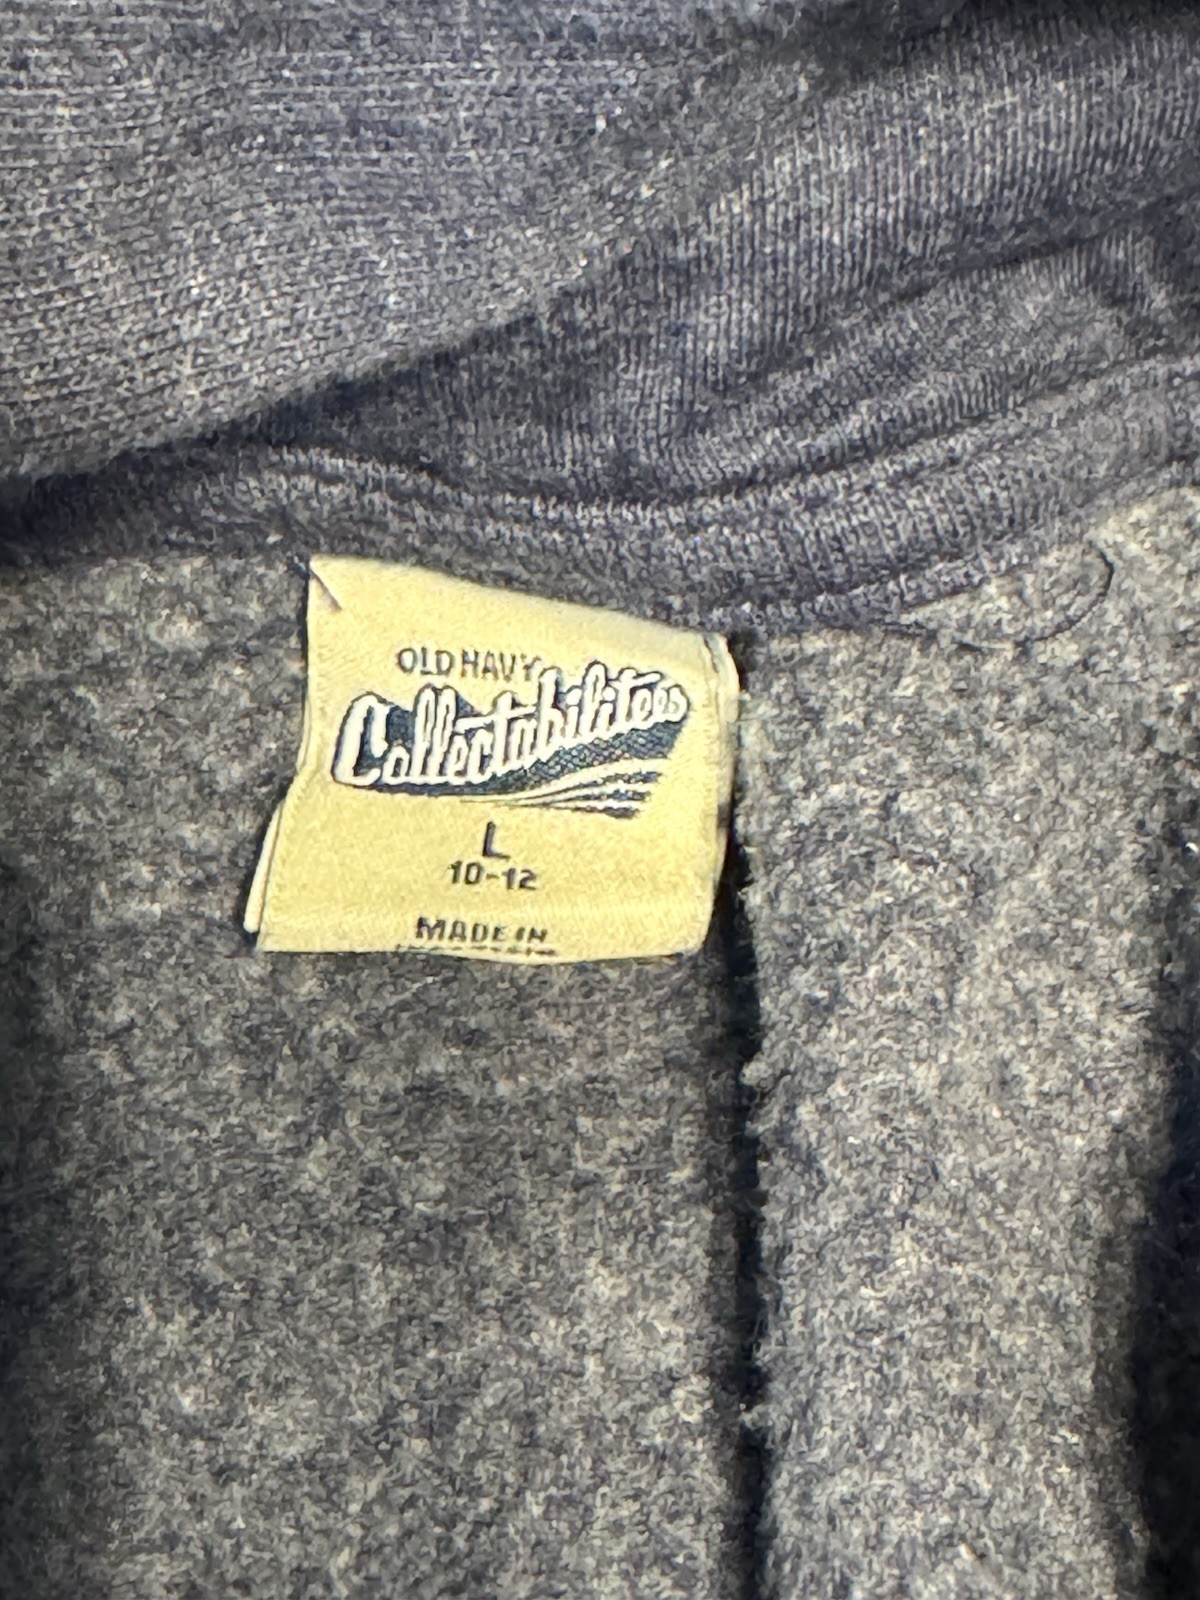 OLD NAVY
Collectabilitees
L
10-12
MADE IN